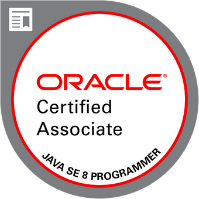 ORACLE®
Certified
Associate
JAVA SE 8 PROGRAMMER